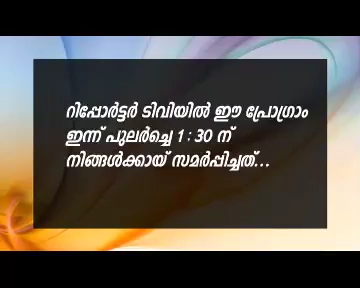 റിപ്പോർട്ടർ ടിവിയിൽ ഈ പ്രോഗ്രാം
ഇന്ന് പുലർച്ചെ 1 : 30 ന്
നിങ്ങൾക്കായ് സമർപ്പിച്ചത്...